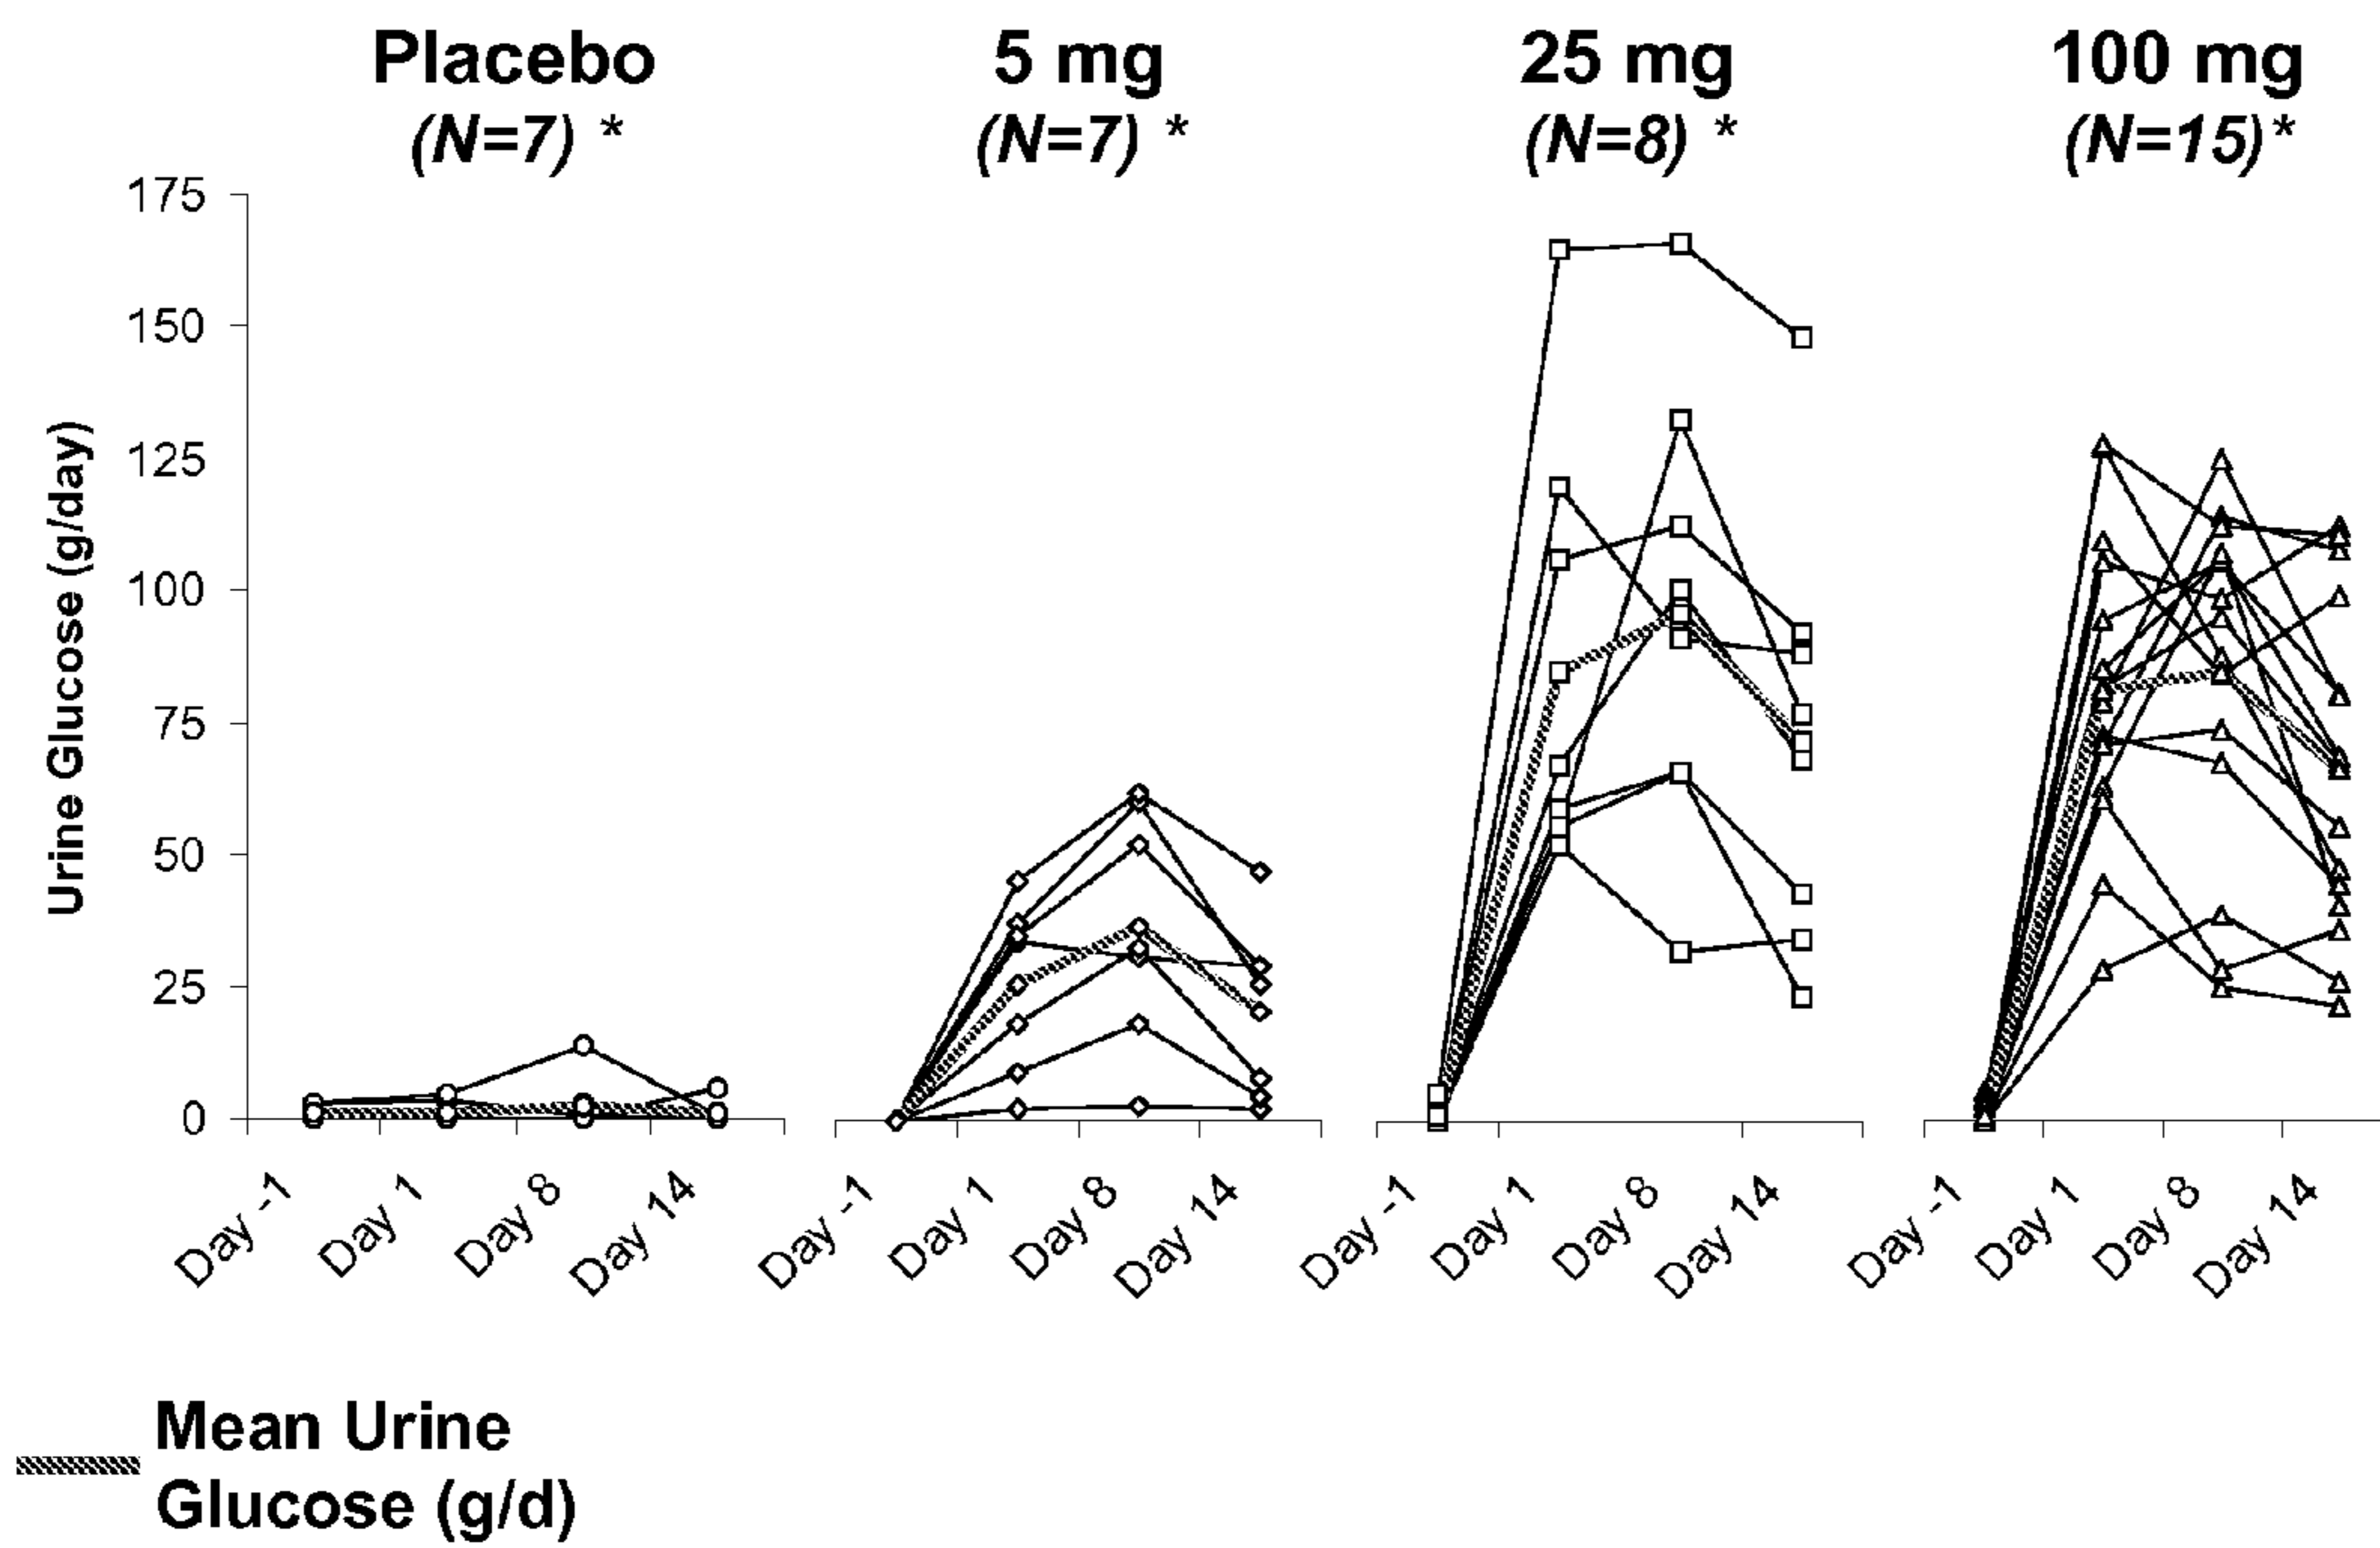 Placebo
(N=7) *
5 mg
(N=7) *
25 mg
(N=8) *
100 mg
(N=15)*
Urine Glucose (g/day)
175
150
125
100
75
50
25
0
Day -1
Day 1
Day 8
Day 14
Day -1
Day 1
Day 8
Day 14
Day -1
Day 1
Day 8
Day 14
Day -1
Day 1
Day 8
Day 14
Mean Urine
Glucose (g/d)